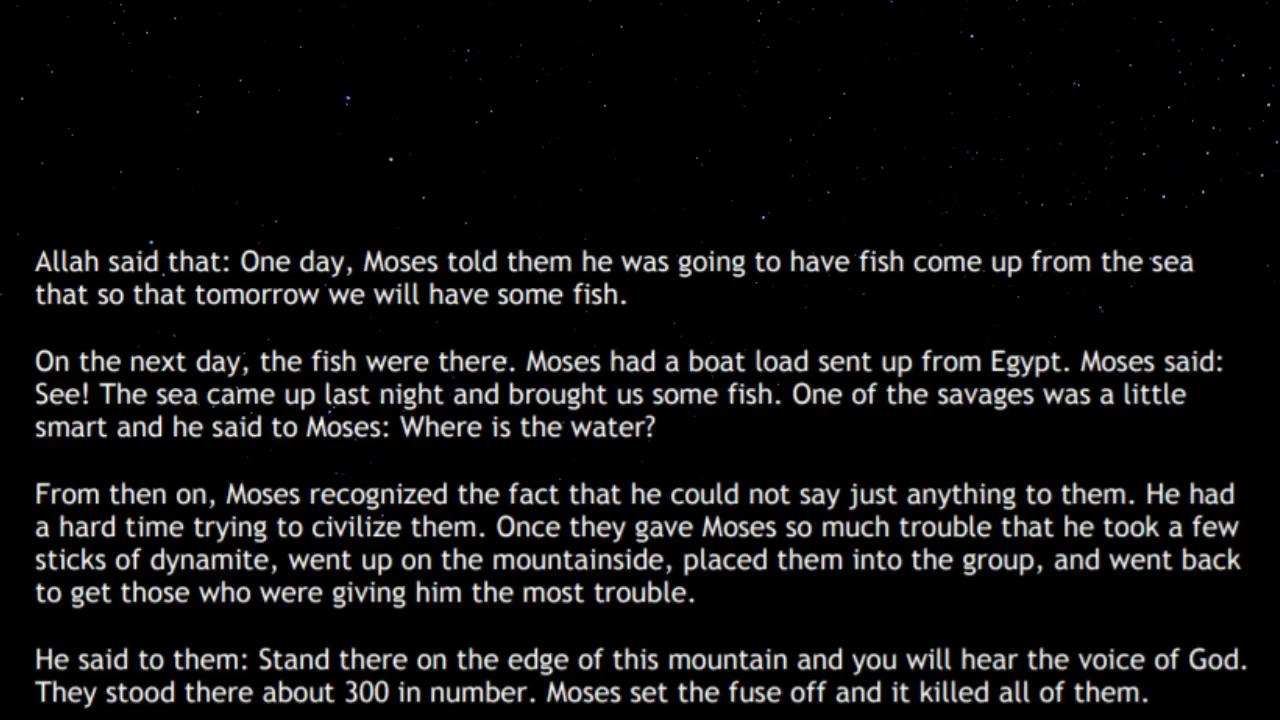 Allah said that: One day, Moses told them he was going to have fish come up from the sea
that so that tomorrow we will have some fish.
On the next day, the fish were there. Moses had a boat load sent up from Egypt. Moses said:
See! The sea came up last night and brought us some fish. One of the savages was a little
smart and he said to Moses: Where is the water?
From then on, Moses recognized the fact that he could not say just anything to them. He had
a hard time trying to civilize them. Once they gave Moses so much trouble that he took a few
sticks of dynamite, went up on the mountainside, placed them into the group, and went back
to get those who were giving him the most trouble.
He said to them: Stand there on the edge of this mountain and you will hear the voice of God.
They stood there about 300 in number. Moses set the fuse off and it killed all of them.